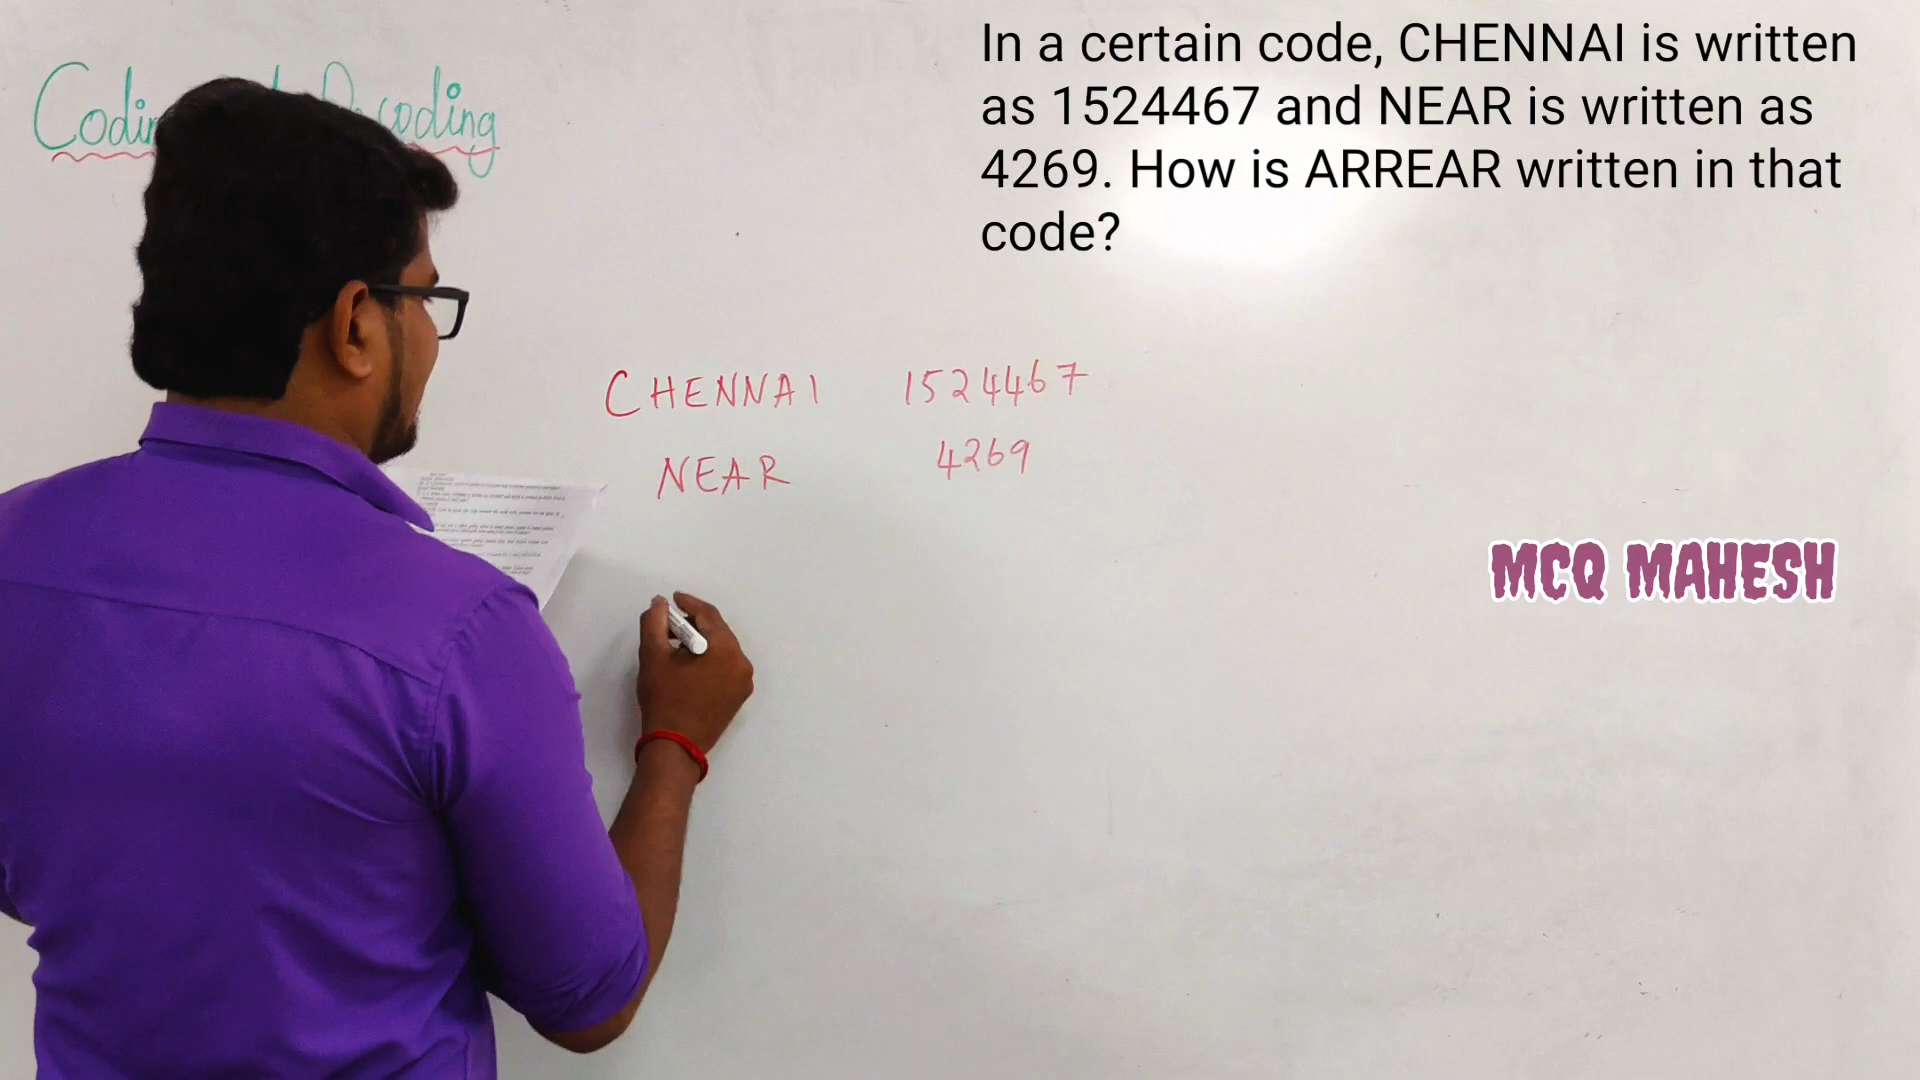 In a certain code, CHENNAI is written
as 1524467 and NEAR is written as
4269. How is ARREAR written in that
code?
CHENNAI 1524467
NEAR 4269
MCQ MAHESH